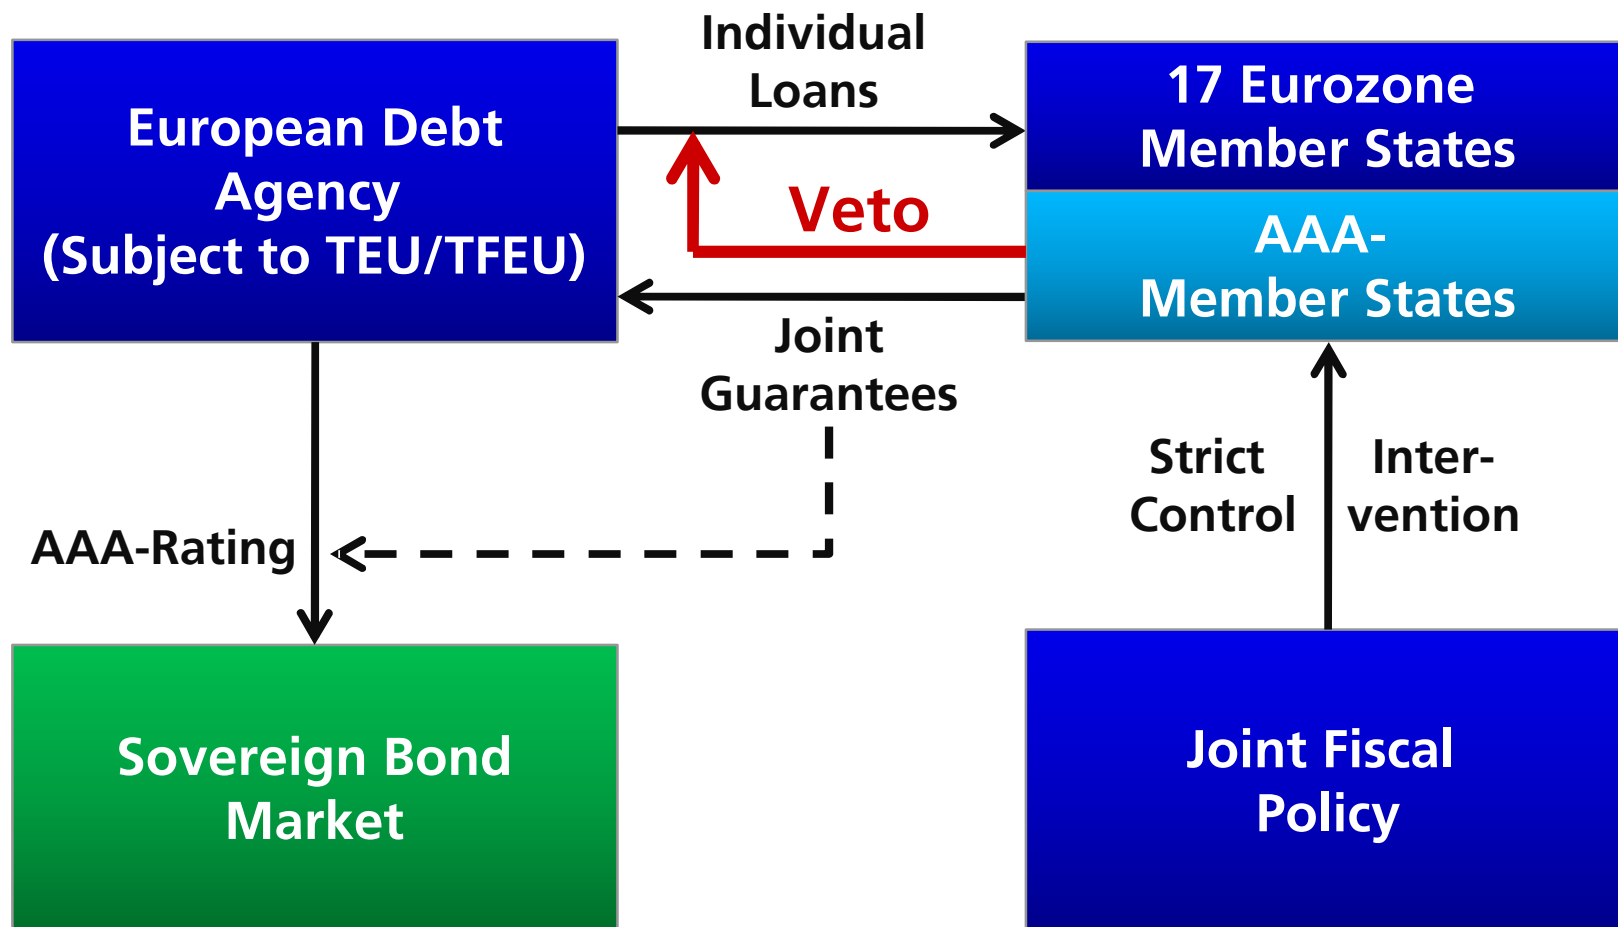 Individual
Loans
European Debt
Agency
(Subject to TEU/TFEU)
17 Eurozone
Member States
Veto
AAA-
Member States
Joint
Guarantees
Strict
Control
Inter-
vention
AAA-Rating
Sovereign Bond
Market
Joint Fiscal
Policy